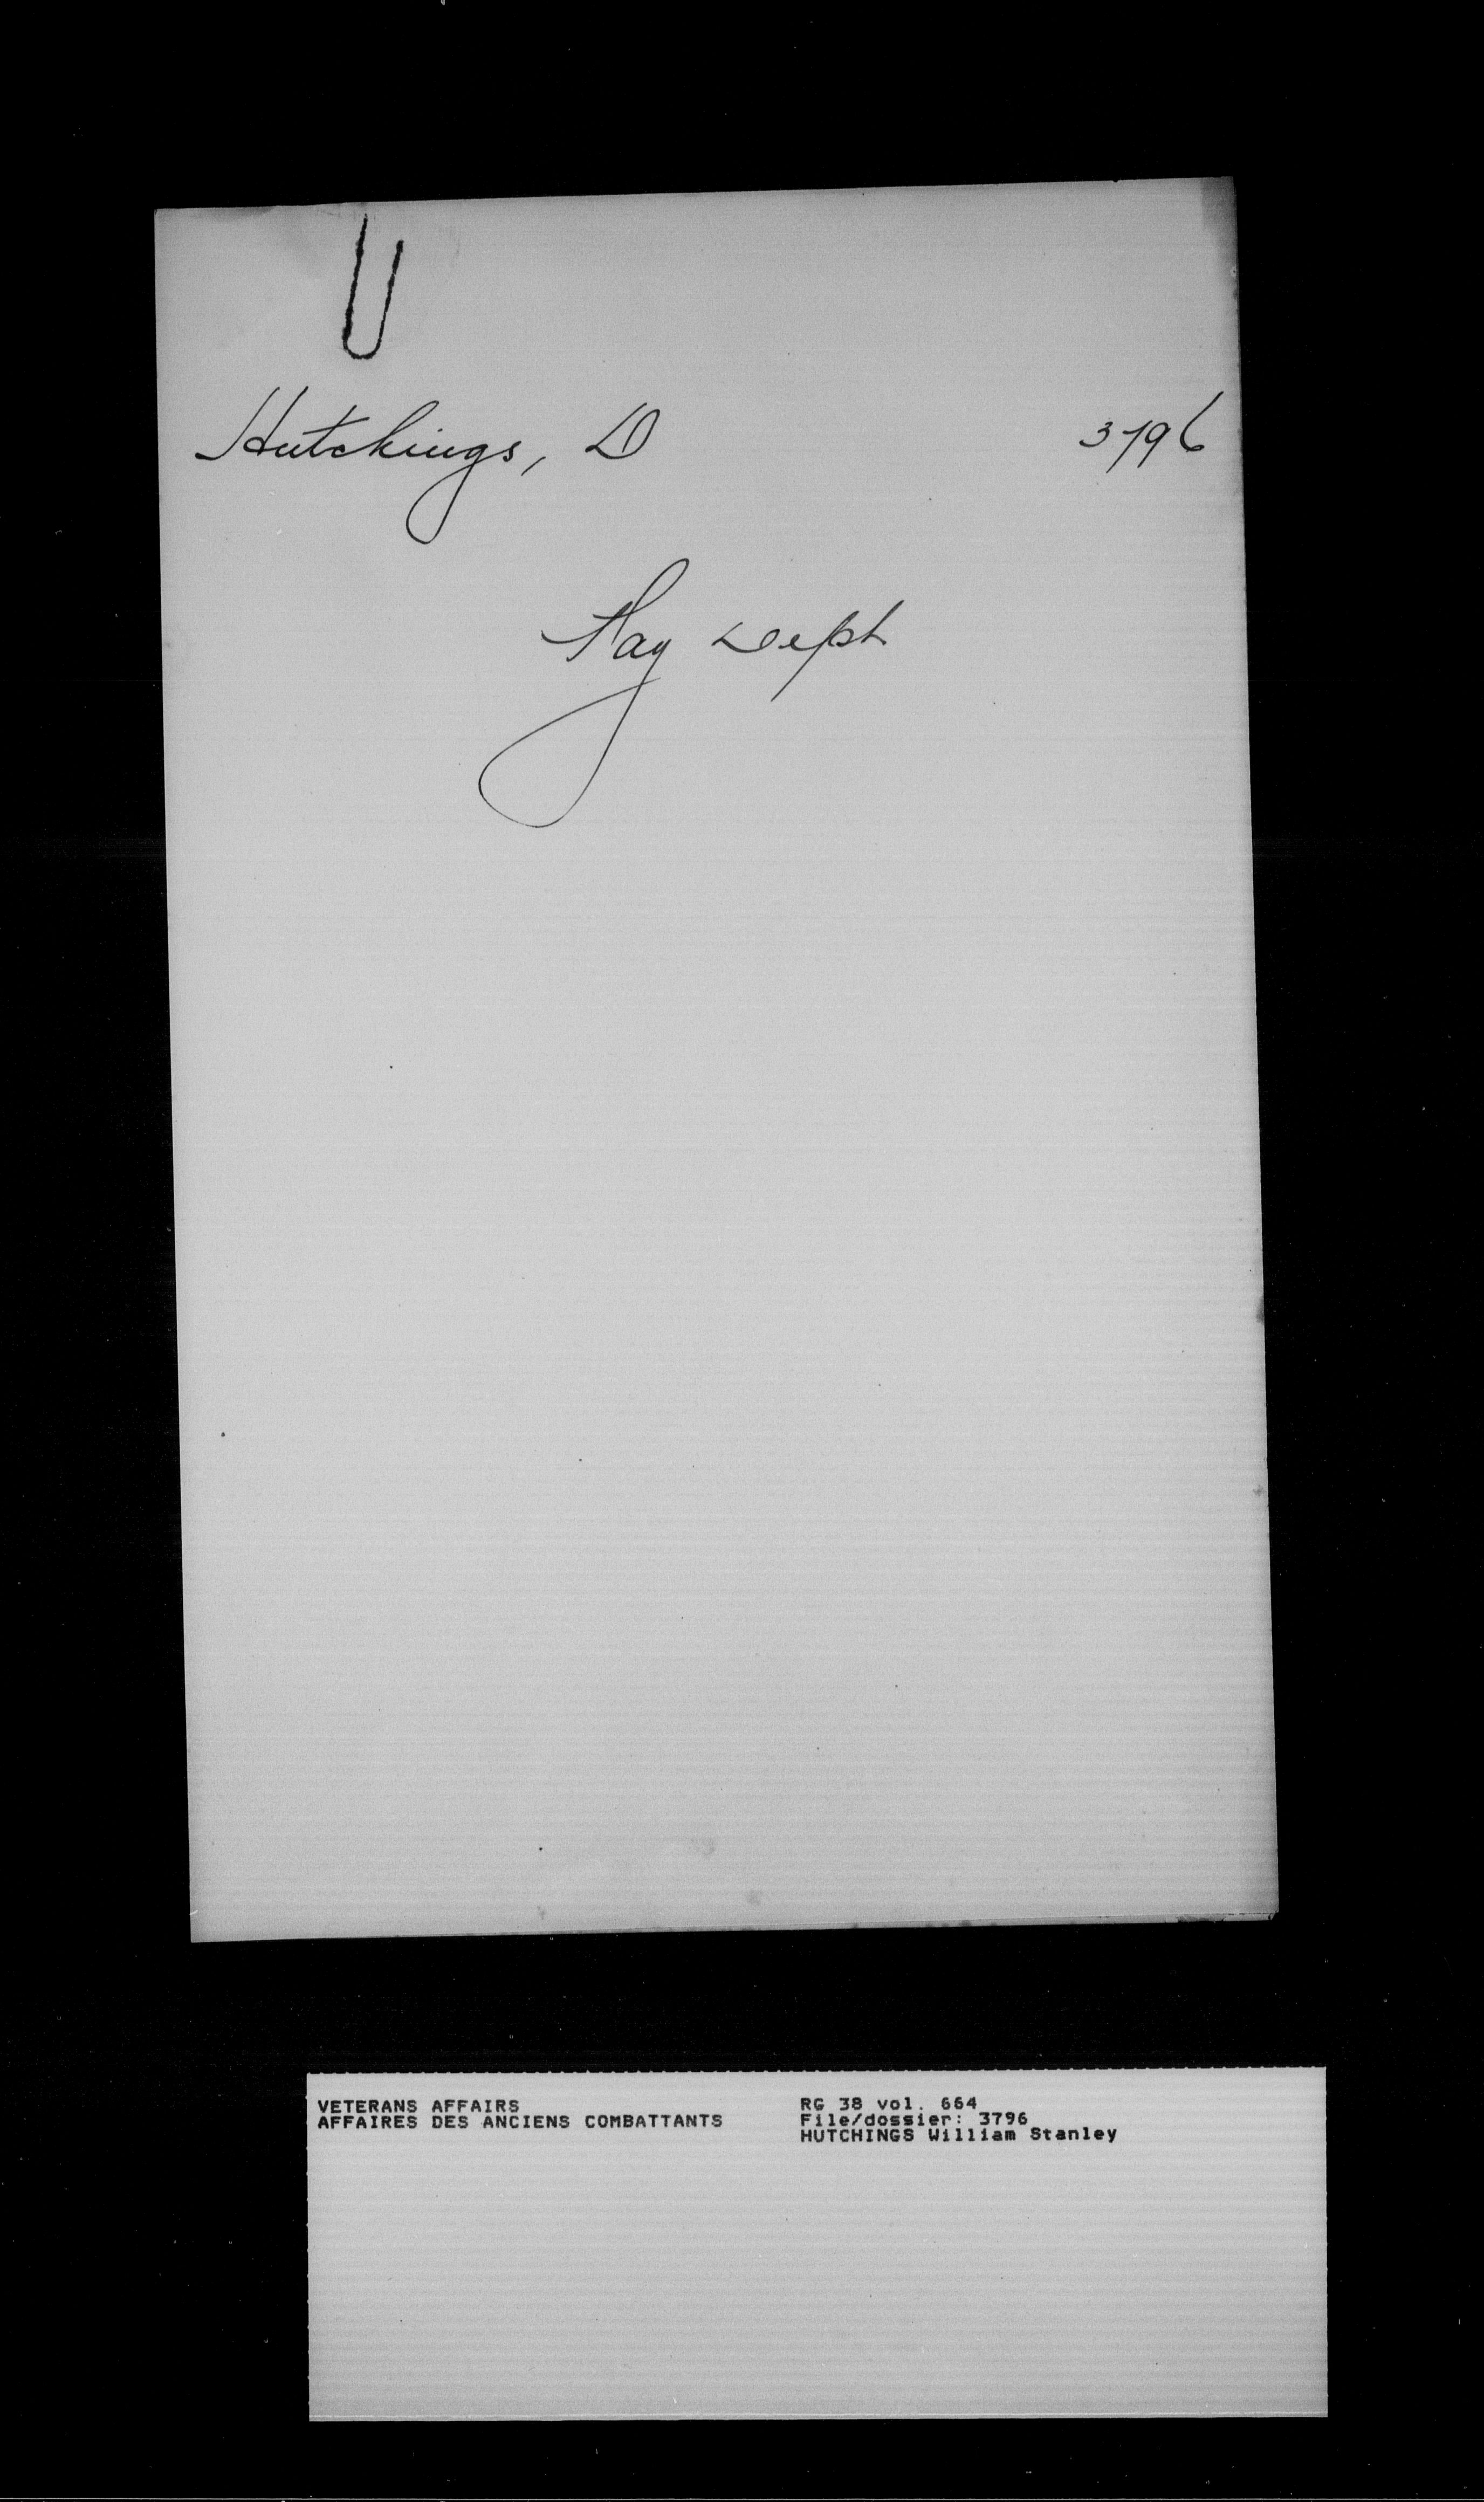 Hutchings, D 3796
Pay Dept
VETERANS AFFAIRS
AFFAIRES DES ANCIENS COMBATTANTS
RG 38 vol. 664
File/dossier: 3796
HUTCHINGS William Stanley